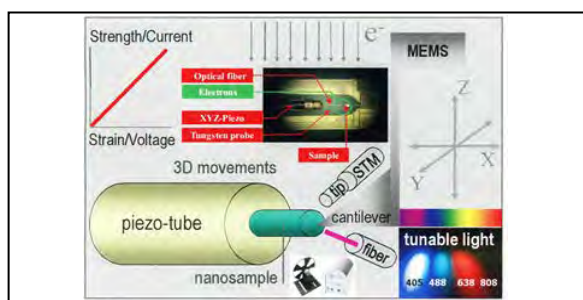 Strength/Current
e-
MEMS
Optical fiber
Electrons
XYZ-Piezo
Tungsten probe
Sample
Strain/Voltage
3D movements
Z
X
Y
tip
STM
piezo-tube
cantilever
fiber
nanosample
tunable light
405 488 638 808